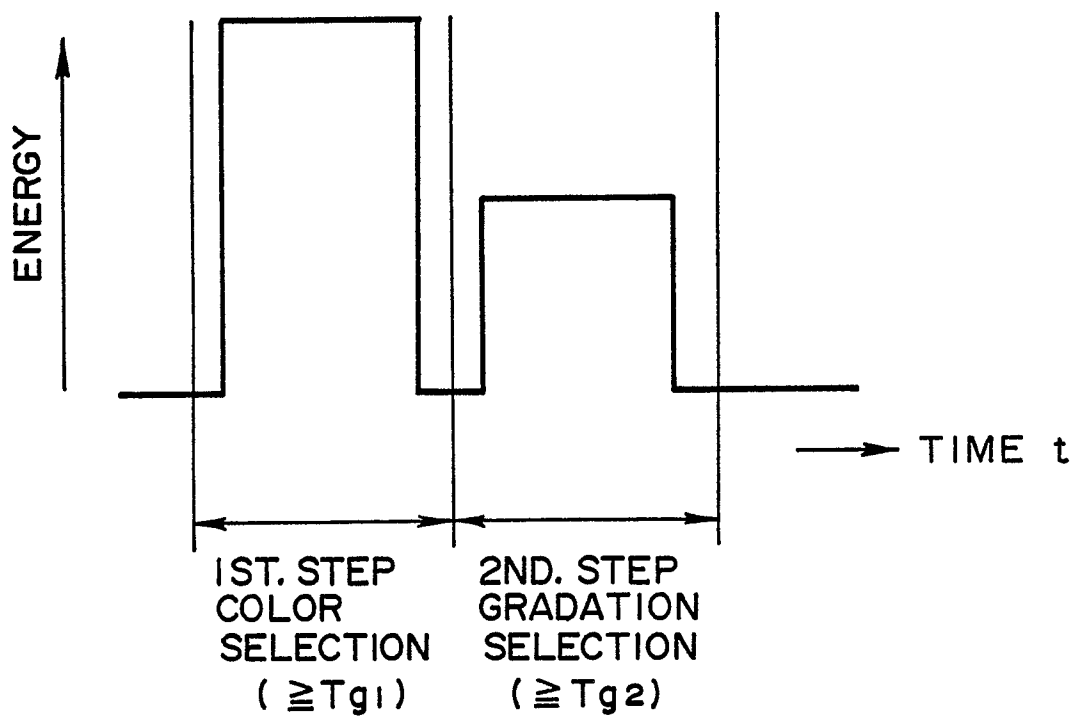 ENERGY
TIME t
1ST. STEP
COLOR
SELECTION
( ≧Tg1)
2ND. STEP
GRADATION
SELECTION
( ≧Tg2)